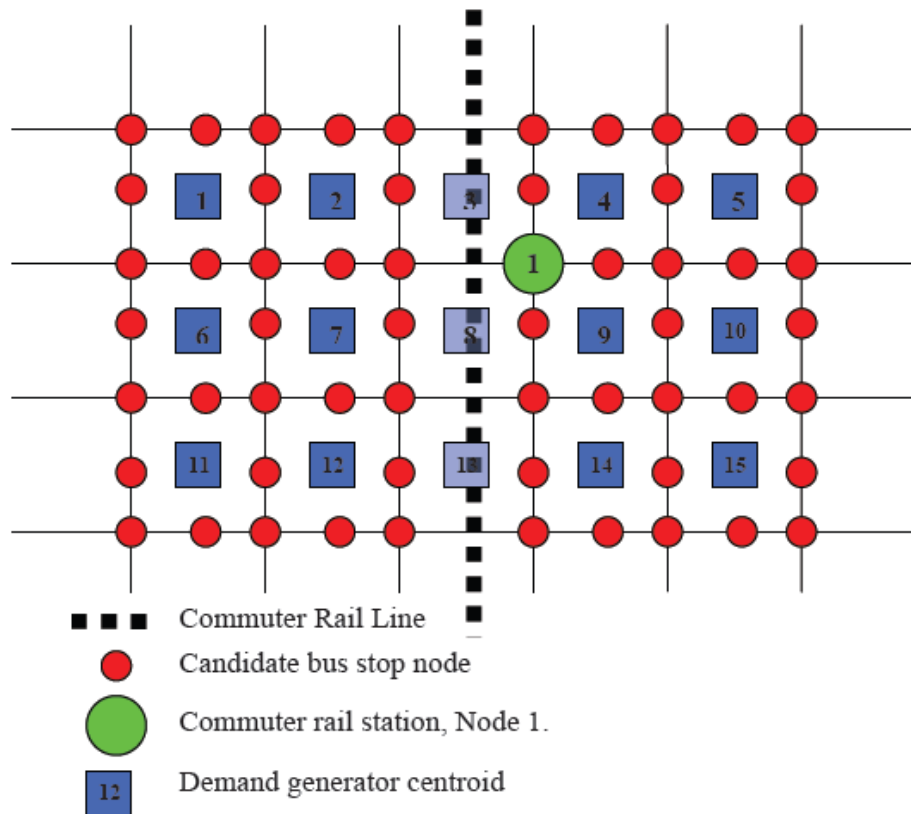 1 2 3 4 5
1
6 7 8 9 10
11 12 13 14 15
Commuter Rail Line
Candidate bus stop node
Commuter rail station, Node 1.
12 Demand generator centroid